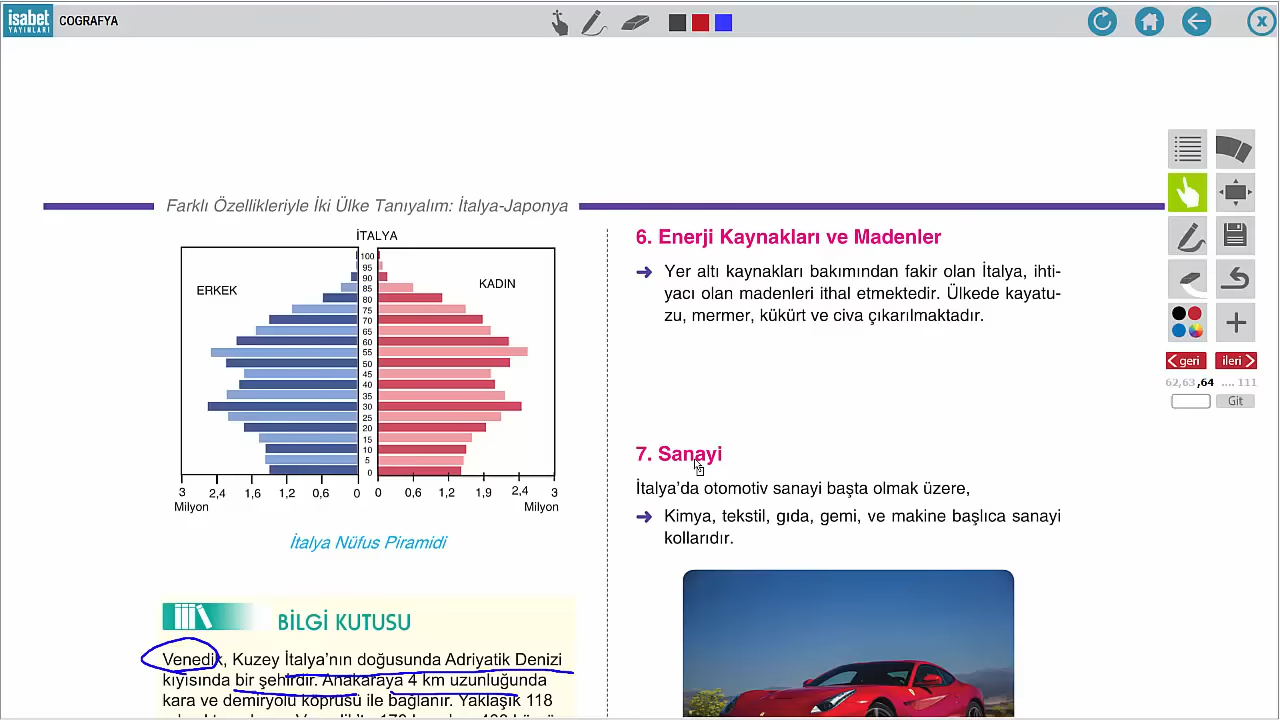 isabet
YAYINLARI
COGRAFYA
Farklı Özellikleriyle İki Ülke Tanıyalım: İtalya-Japonya
İTALYA
ERKEK
KADIN
100
95
90
85
80
75
70
65
60
55
50
45
40
35
30
25
20
15
10
5
0
3 2,4 1,6 1,2 0,6 0 0 0,6 1,2 1,9 2,4 3
Milyon Milyon
İtalya Nüfus Piramidi
BİLGİ KUTUSU
Venedik, Kuzey İtalya’nın doğusunda Adriyatik Denizi
kıyısında bir şehirdir. Anakaraya 4 km uzunluğunda
kara ve demiryolu köprüsü ile bağlanır. Yaklaşık 118
6. Enerji Kaynakları ve Madenler
Yer altı kaynakları bakımından fakir olan İtalya, ihti-
yacı olan madenleri ithal etmektedir. Ülkede kayatu-
zu, mermer, kükürt ve civa çıkarılmaktadır.
7. Sanayi
İtalya’da otomotiv sanayi başta olmak üzere,
Kimya, tekstil, gıda, gemi, ve makine başlıca sanayi
kollarıdır.
geri ileri
62,63,64 .... 111
Git